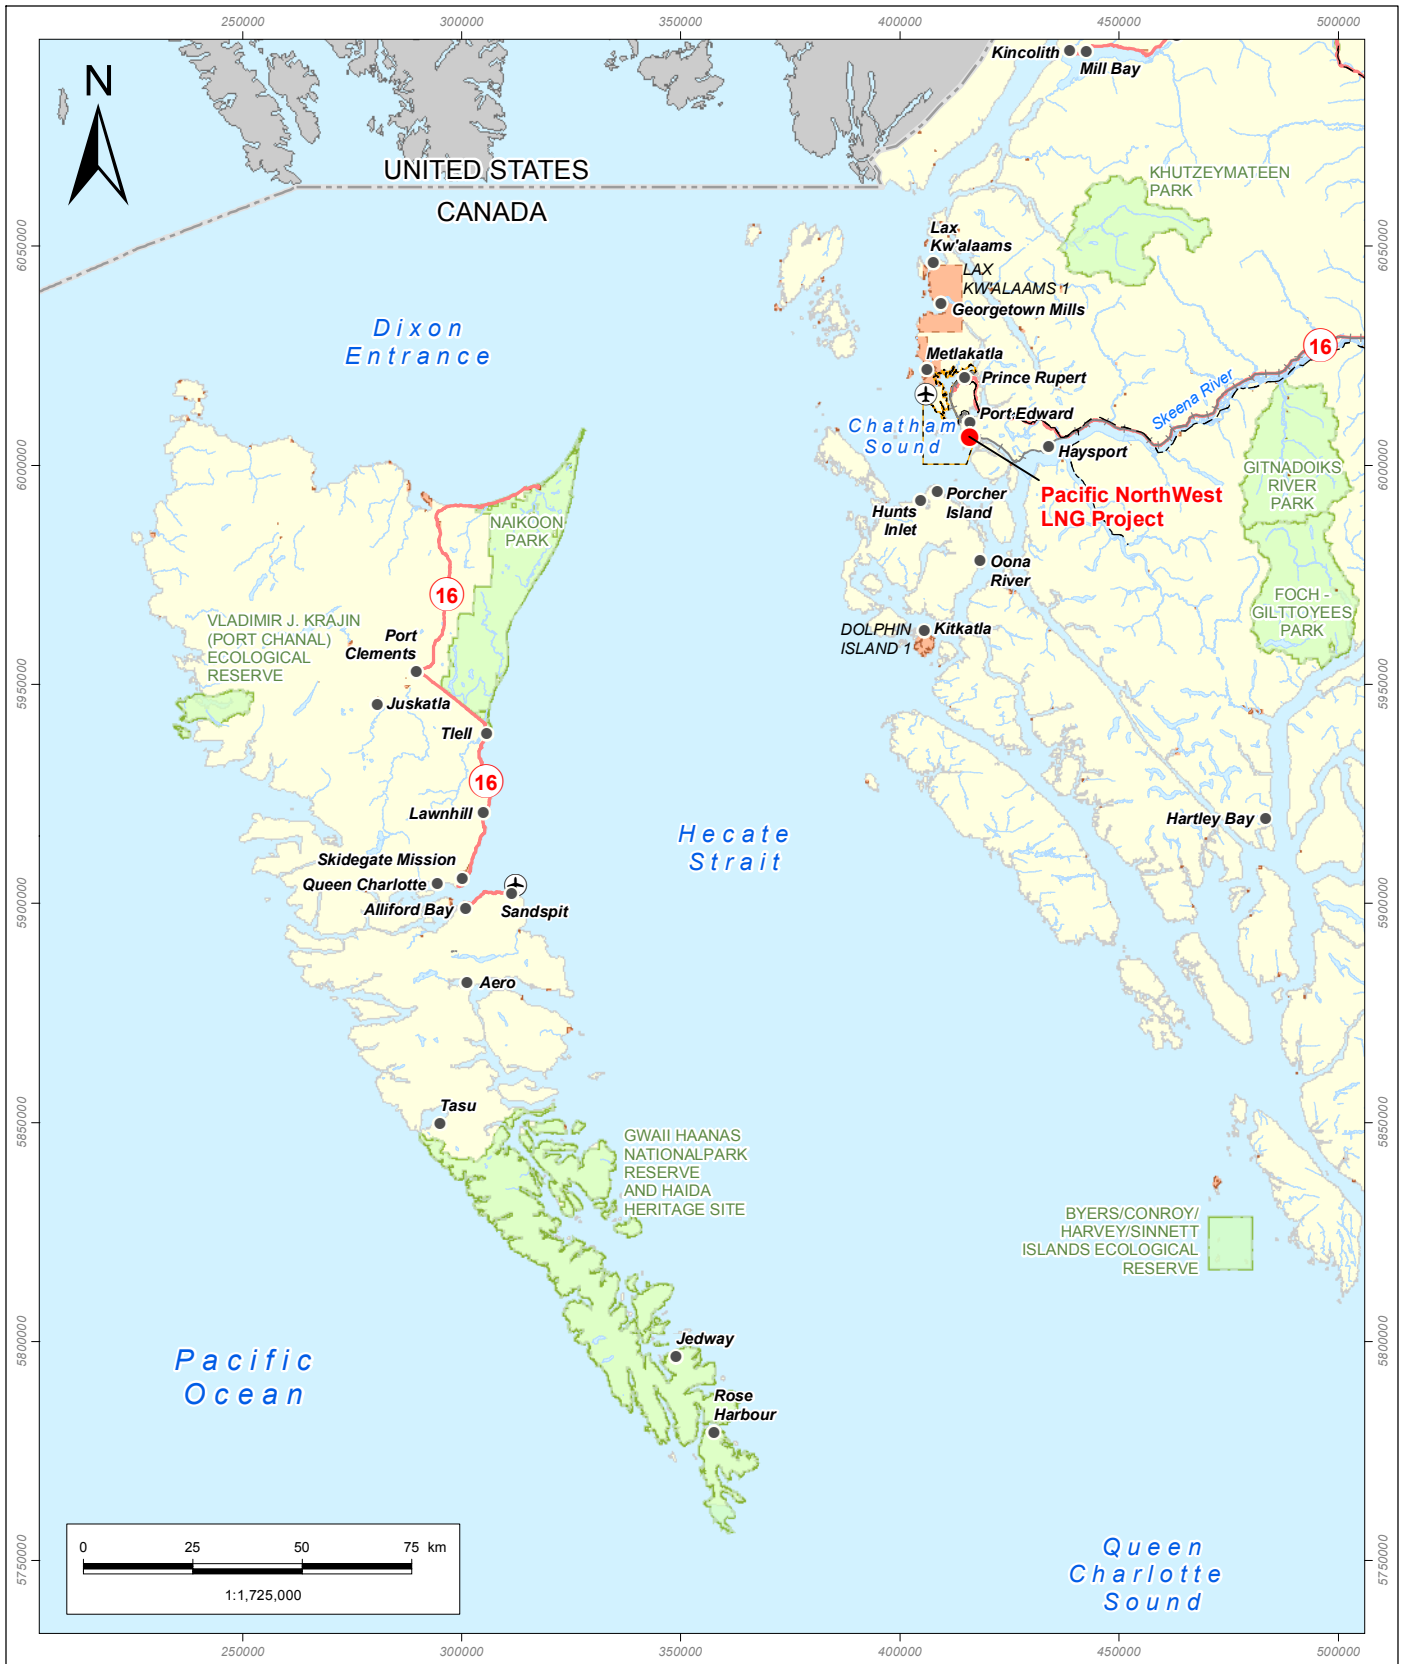 250000
300000
350000
400000
450000
500000
N
Kincolith
Mill Bay
UNITED STATES
CANADA
KHUTZEYMATEEN
PARK
6050000
6050000
Lax
Kw'alaams
LAX
KW'ALAAMS 1
Georgetown Mills
Dixon
Entrance
16
Metlakatla
Prince Rupert
Skeena River
Port Edward
Chatham
Sound
Haysport
6000000
6000000
GITNADOIKS
RIVER
PARK
Pacific NorthWest
LNG Project
Porcher
Island
Hunts
Inlet
NAIKOON
PARK
Oona
River
16
FOCH -
GILTTOYEES
PARK
VLADIMIR J. KRAJIN
(PORT CHANAL)
ECOLOGICAL
RESERVE
Port
Clements
DOLPHIN
ISLAND 1
Kitkatla
5950000
5950000
Juskatla
Tlell
16
Lawnhill
Hecate
Strait
Hartley Bay
Skidegate Mission
Queen Charlotte
Alliford Bay
Sandspit
5900000
5900000
Aero
Tasu
5850000
5850000
GWAII HAANAS
NATIONALPARK
RESERVE
AND HAIDA
HERITAGE SITE
BYERS/CONROY/
HARVEY/SINNETT
ISLANDS ECOLOGICAL
RESERVE
Jedway
5800000
5800000
Pacific
Ocean
Rose
Harbour
0 25 50 75 km
1:1,725,000
5750000
5750000
Queen
Charlotte
Sound
250000
300000
350000
400000
450000
500000